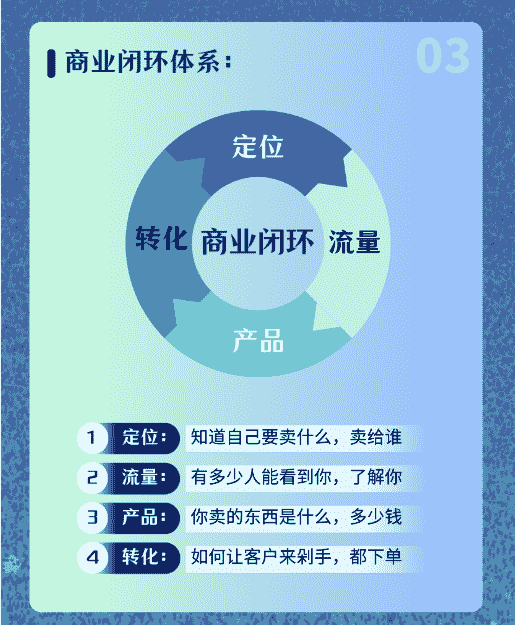 商业闭环体系：
03
定位
转化
商业闭环
流量
产品
1 定位： 知道自己要卖什么，卖给谁
2 流量： 有多少人能看到你，了解你
3 产品： 你卖的东西是什么，多少钱
4 转化： 如何让客户来剁手，都下单